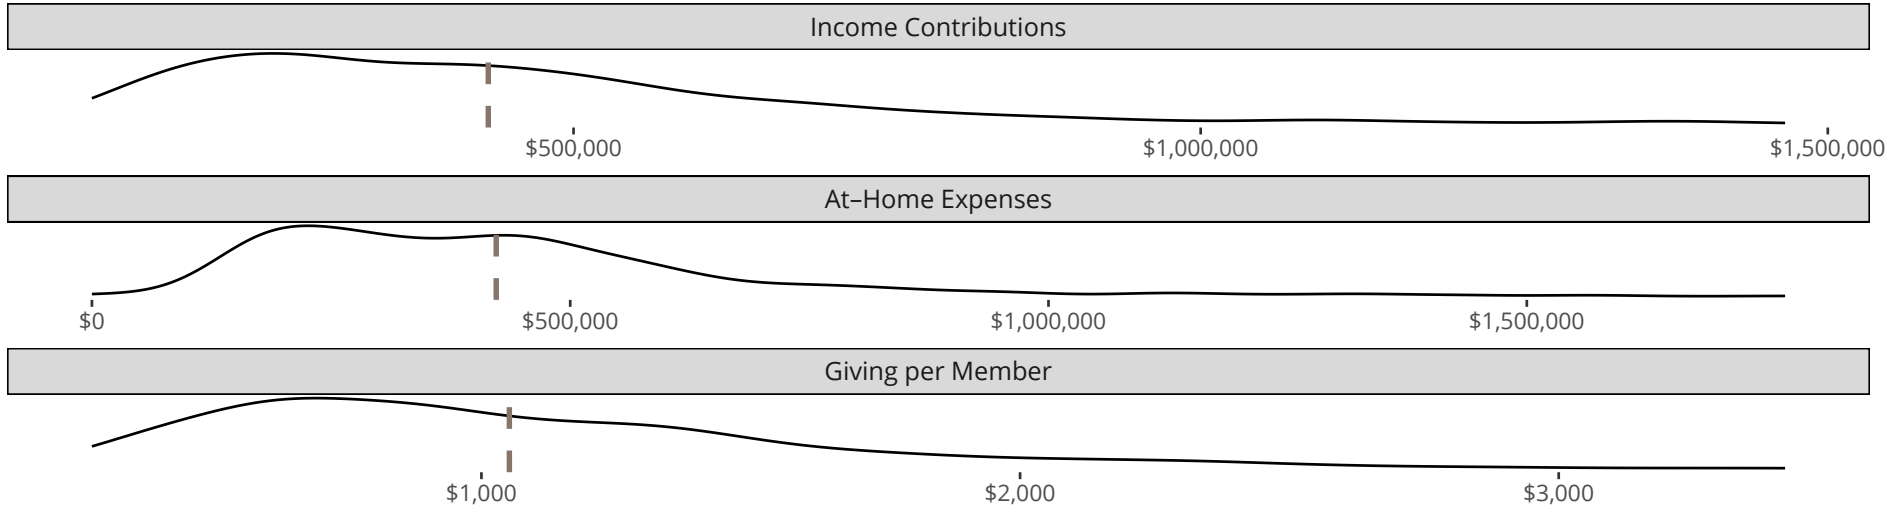 Income Contributions
$500,000 $1,000,000 $1,500,000
At–Home Expenses
$0 $500,000 $1,000,000 $1,500,000
Giving per Member
$1,000 $2,000 $3,000